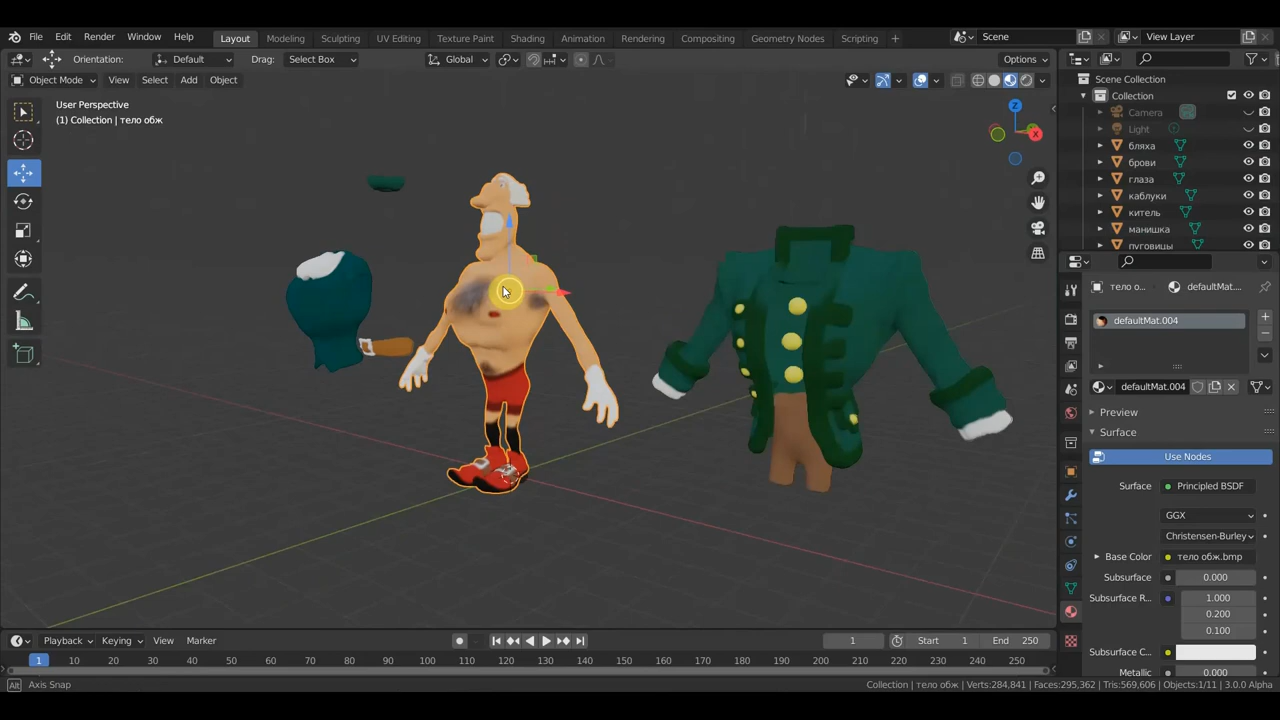 File Edit Render Window Help Layout Modeling Sculpting UV Editing Texture Paint Shading Animation Rendering Compositing Geometry Nodes Scripting + Scene View Layer
Orientation: Default Drag: Select Box Global Options
Object Mode View Select Add Object
Scene Collection
Collection
Camera
Light
бляха
брови
глаза
каблуки
китель
манишка
пуговицы
User Perspective
(1) Collection | тело обж
Z
X
тело о... defaultMat....
defaultMat.004
defaultMat.004
Preview
Surface
Use Nodes
Surface Principled BSDF
GGX
Christensen-Burley
Base Color тело обж.bmp
Subsurface 0.000
Subsurface R... 1.000
0.200
0.100
Subsurface C...
Metallic 0.000
Playback Keying View Marker 1 Start 1 End 250
1 10 20 30 40 50 60 70 80 90 100 110 120 130 140 150 160 170 180 190 200 210 220 230 240 250
Alt Axis Snap Collection | тело обж | Verts:284,841 | Faces:295,362 | Tris:569,606 | Objects:1/11 | 3.0.0 Alpha